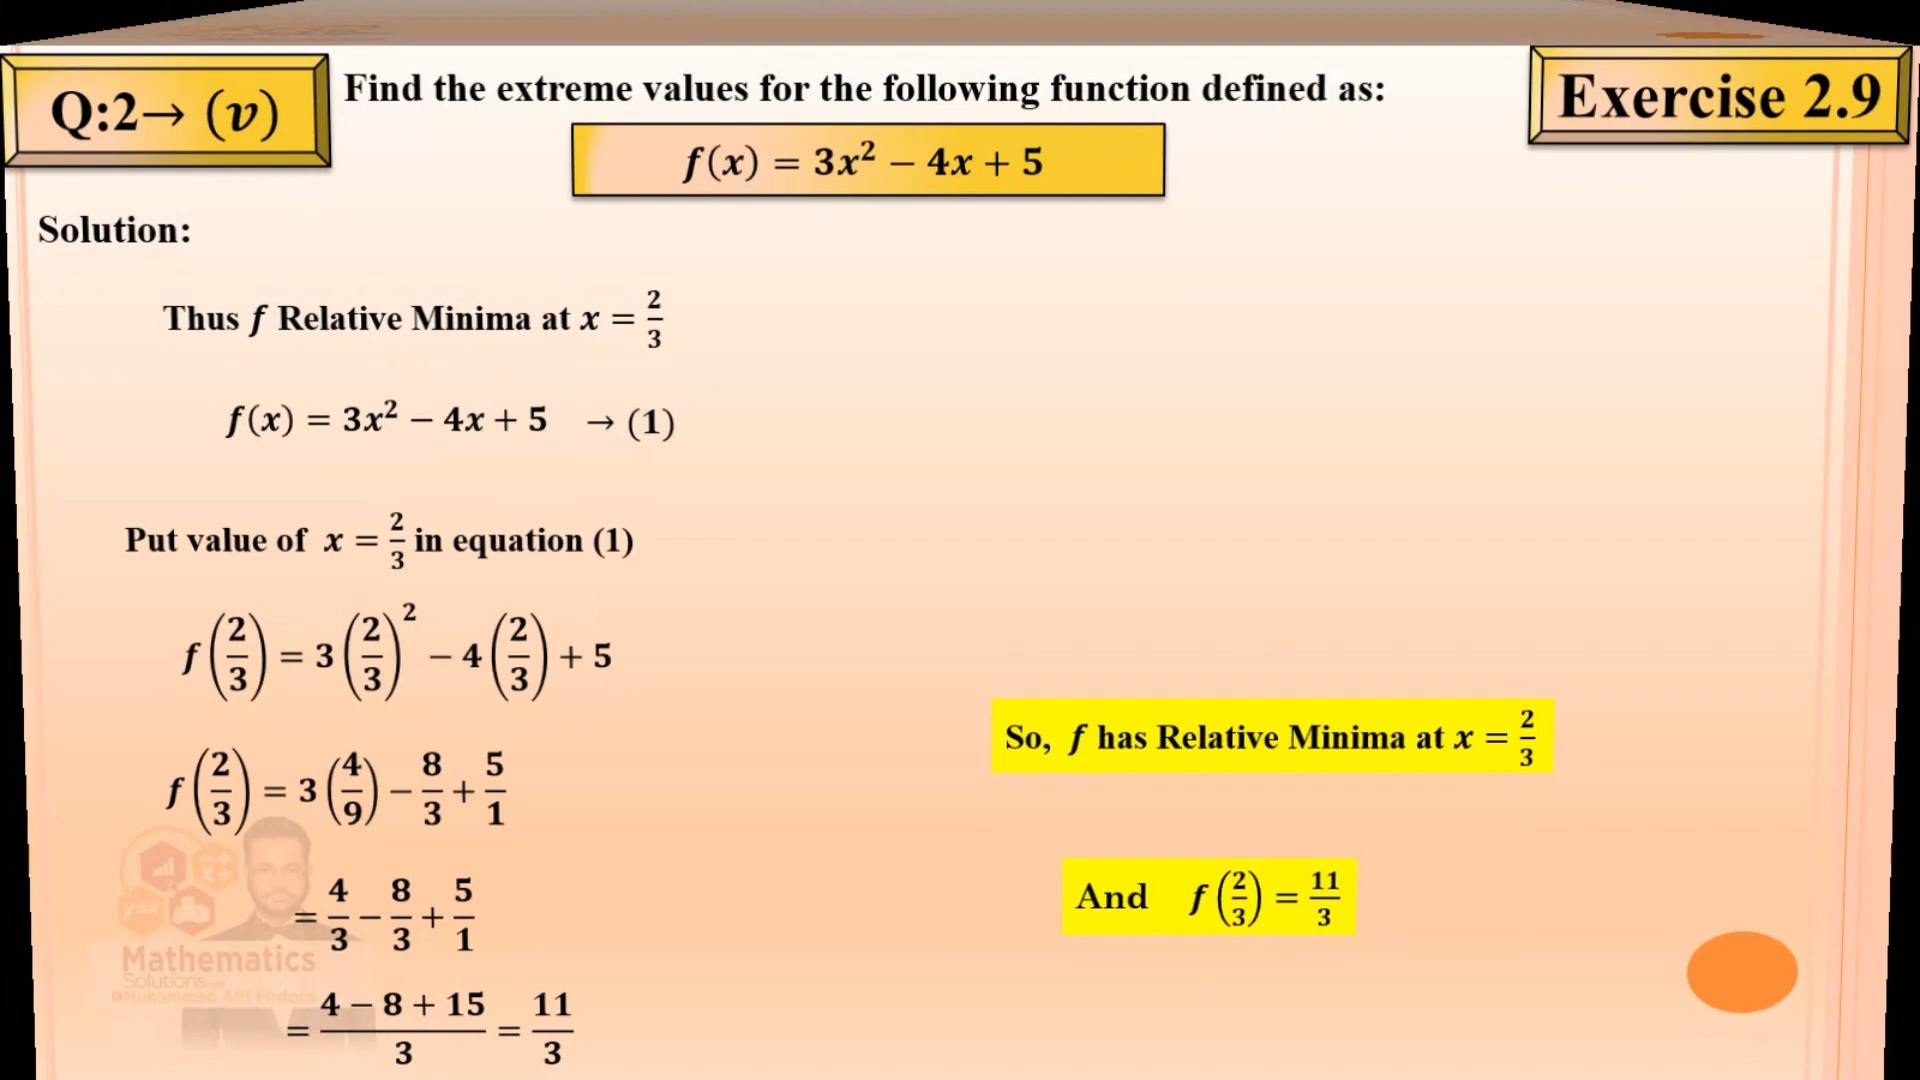 Q:2→ (v)
Find the extreme values for the following function defined as:
Exercise 2.9
f(x) = 3x² − 4x + 5
Solution:
Thus f Relative Minima at x = 2/3
f(x) = 3x² − 4x + 5 → (1)
Put value of x = 2/3 in equation (1)
f(2/3) = 3(2/3)² − 4(2/3) + 5
f(2/3) = 3(4/9) − 8/3 + 5/1
= 4/3 − 8/3 + 5/1
= (4 − 8 + 15)/3 = 11/3
So, f has Relative Minima at x = 2/3
And f(2/3) = 11/3
y=x
Mathematics
Solutions
Muhammad Atif Firdous